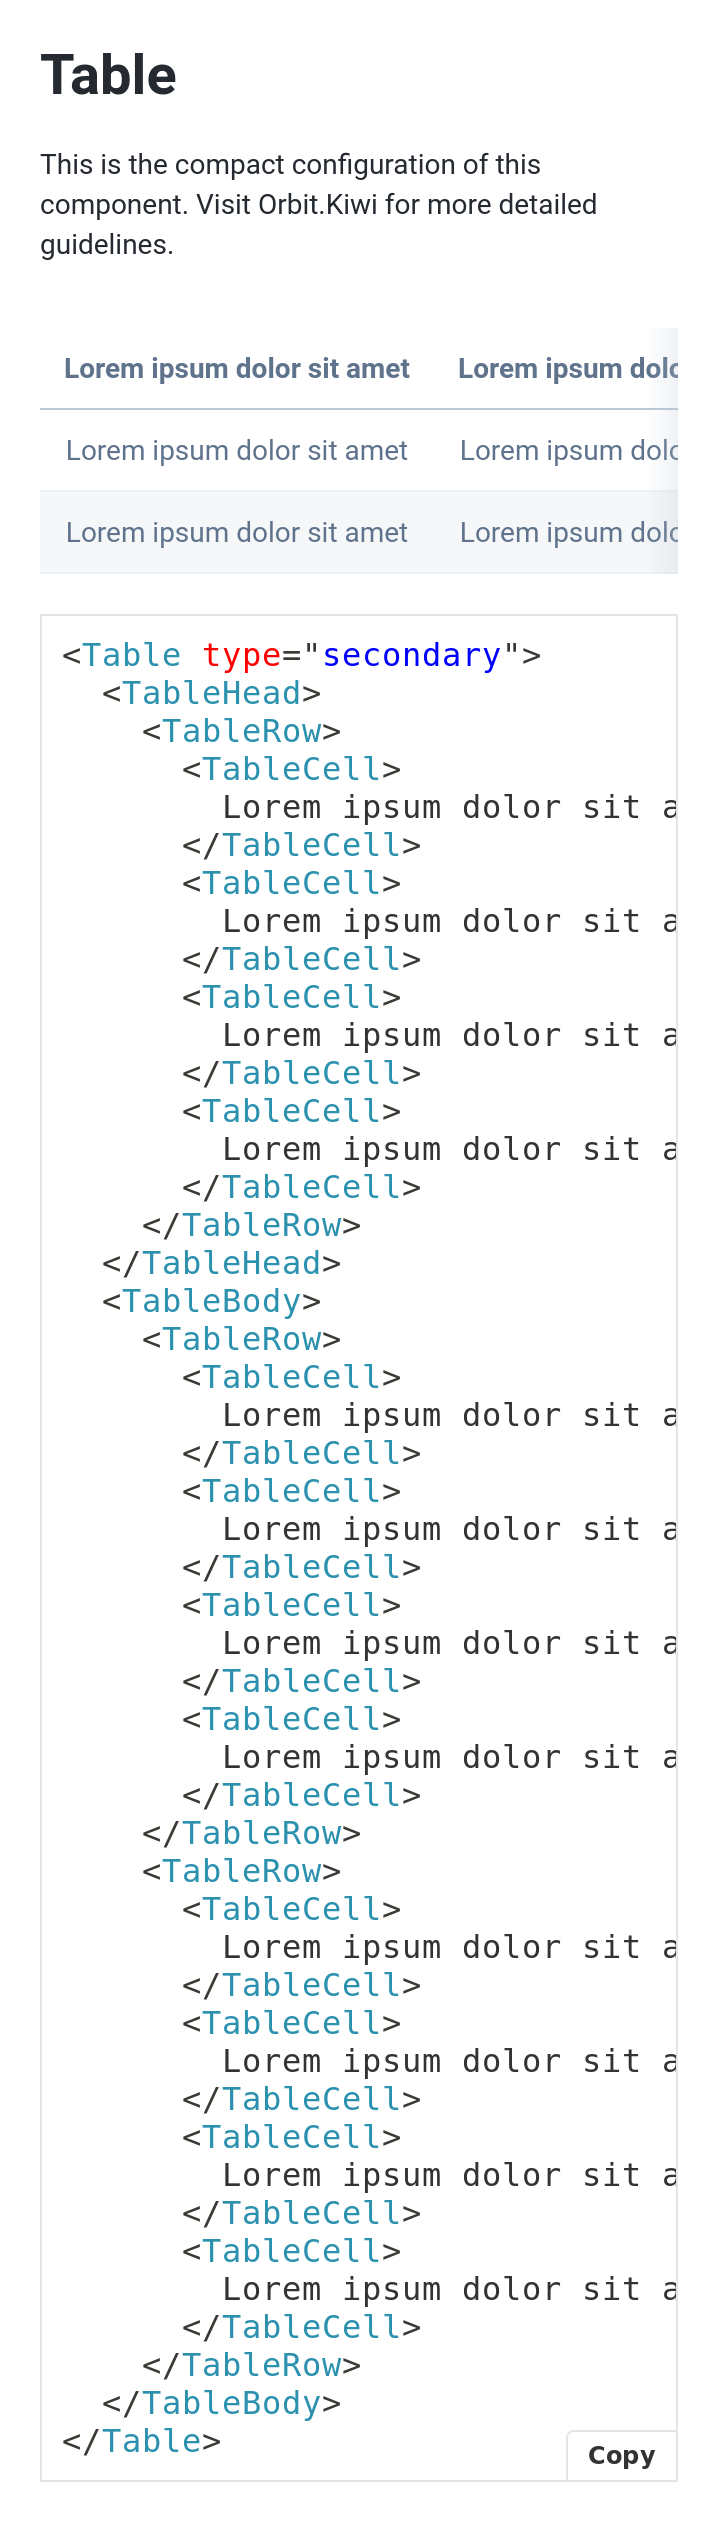 Table
This is the compact configuration of this
component. Visit Orbit.Kiwi for more detailed
guidelines.
Lorem ipsum dolor sit amet Lorem ipsum
Lorem ipsum dolor sit amet Lorem ipsum
Lorem ipsum dolor sit amet Lorem ipsum
<Table type="secondary">
  <TableHead>
    <TableRow>
      <TableCell>
        Lorem ipsum dolor sit
      </TableCell>
      <TableCell>
        Lorem ipsum dolor sit
      </TableCell>
      <TableCell>
        Lorem ipsum dolor sit
      </TableCell>
      <TableCell>
        Lorem ipsum dolor sit
      </TableCell>
    </TableRow>
  </TableHead>
  <TableBody>
    <TableRow>
      <TableCell>
        Lorem ipsum dolor sit
      </TableCell>
      <TableCell>
        Lorem ipsum dolor sit
      </TableCell>
      <TableCell>
        Lorem ipsum dolor sit
      </TableCell>
      <TableCell>
        Lorem ipsum dolor sit
      </TableCell>
    </TableRow>
    <TableRow>
      <TableCell>
        Lorem ipsum dolor sit
      </TableCell>
      <TableCell>
        Lorem ipsum dolor sit
      </TableCell>
      <TableCell>
        Lorem ipsum dolor sit
      </TableCell>
      <TableCell>
        Lorem ipsum dolor sit
      </TableCell>
    </TableRow>
  </TableBody>
</Table>
Copy